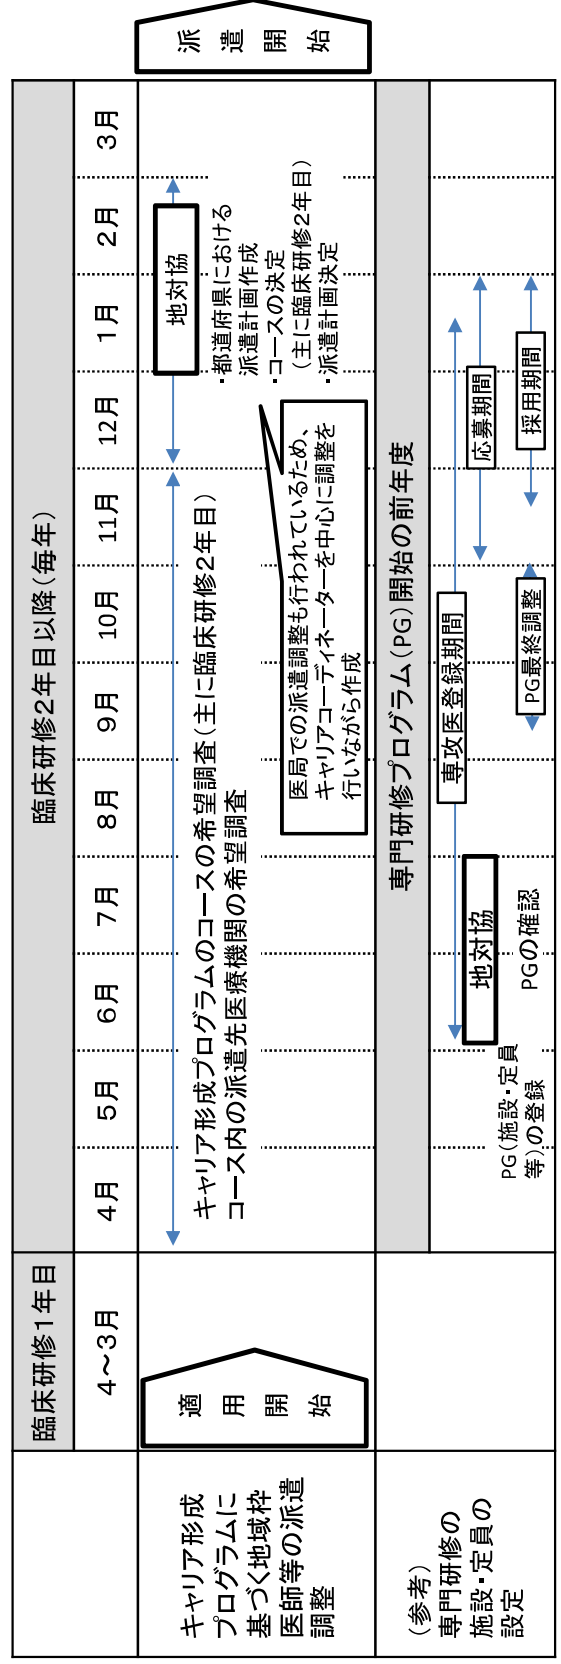 臨床研修1年目
臨床研修2年目以降(毎年)
4～3月
4月
5月
6月
7月
8月
9月
10月
11月
12月
1月
2月
3月
キャリア形成
プログラムに
基づく地域枠
医師等の派遣
調整
適用開始
キャリア形成プログラムのコースの希望調査(主に臨床研修2年目)
コース内の派遣先医療機関の希望調査
地対協
・都道府県における
派遣計画作成
・コースの決定
(主に臨床研修2年目)
・派遣計画決定
医局での派遣調整も行われているため、
キャリアコーディネーターを中心に調整を
行いながら作成
派遣開始
(参考)
専門研修の
施設・定員の
設定
専門研修プログラム(PG)開始の前年度
専攻医登録期間
地対協
応募期間
PG(施設・定員
等)の登録
PGの確認
PG最終調整
採用期間